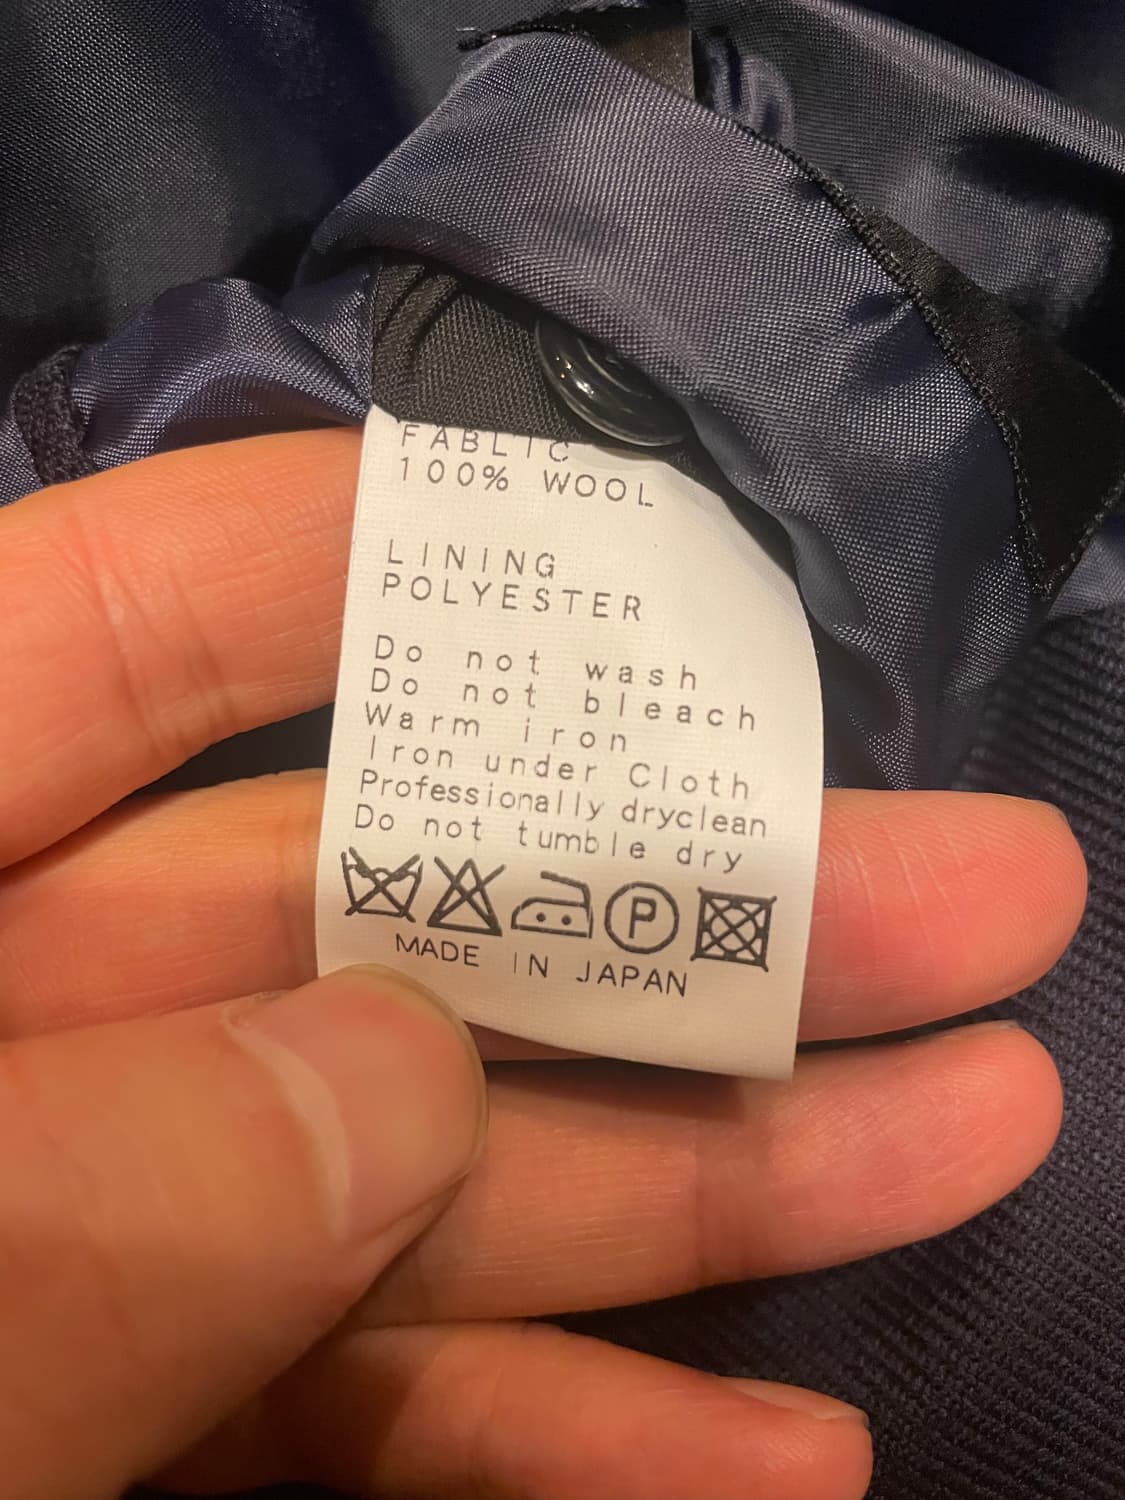 FABLIC
100% WOOL
LINING
POLYESTER
Do not wash
Do not bleach
Warm iron
Iron under Cloth
Professionally dryclean
Do not tumble dry
P
MADE IN JAPAN